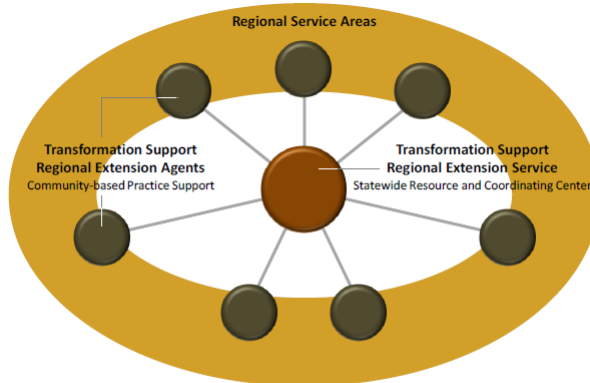 Regional Service Areas
Transformation Support
Regional Extension Agents
Community-based Practice Support
Transformation Support
Regional Extension Service
Statewide Resource and Coordinating Center